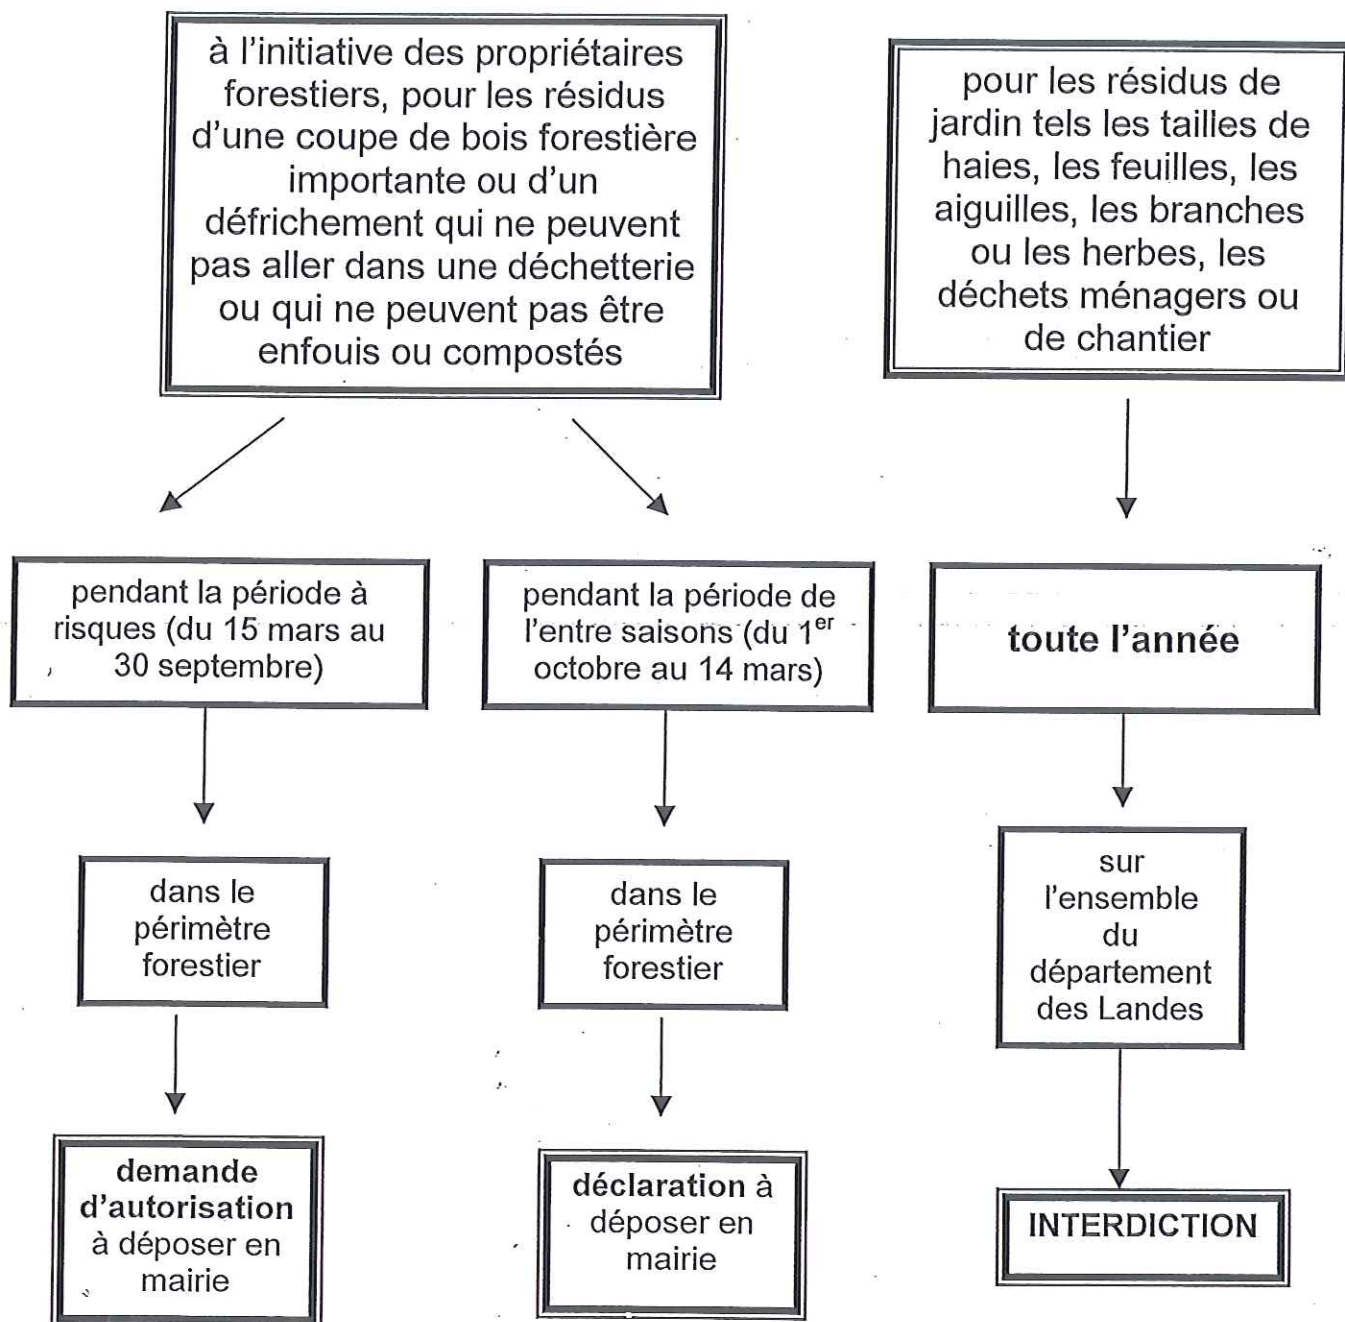 à l'initiative des propriétaires
forestiers, pour les résidus
d'une coupe de bois forestière
importante ou d'un
défrichement qui ne peuvent
pas aller dans une déchetterie
ou qui ne peuvent pas être
enfouis ou compostés
pour les résidus de
jardin tels les tailles de
haies, les feuilles, les
aiguilles, les branches
ou les herbes, les
déchets ménagers ou
de chantier
pendant la période à
risques (du 15 mars au
30 septembre)
pendant la période de
l'entre saisons (du 1er
octobre au 14 mars)
toute l'année
dans le
périmètre
forestier
dans le
périmètre
forestier
sur
l'ensemble
du
département
des Landes
demande
d'autorisation
à déposer en
mairie
déclaration à
déposer en
mairie
INTERDICTION